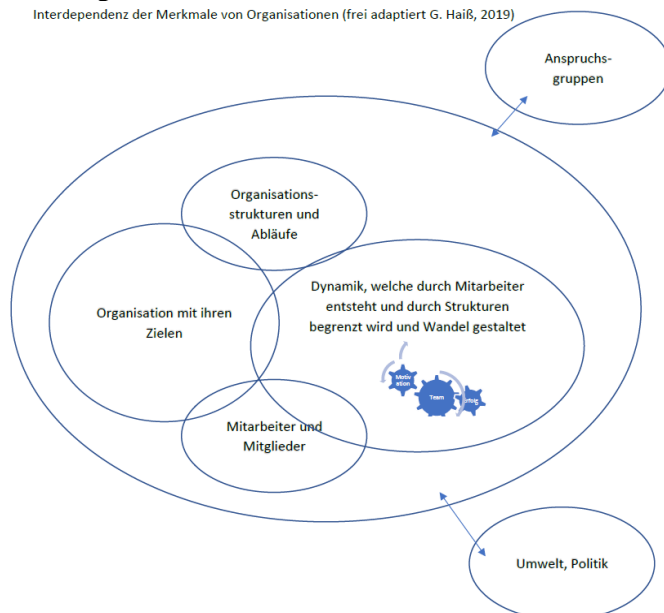 Interdependenz der Merkmale von Organisationen (frei adaptiert G. Haiß, 2019)
Anspruchs-
gruppen
Organisations-
strukturen und
Abläufe
Dynamik, welche durch Mitarbeiter
entsteht und durch Strukturen
begrenzt wird und Wandel gestaltet
Organisation mit ihren
Zielen
Motiv
ation
Team
Mitarbeiter und
Mitglieder
Umwelt, Politik